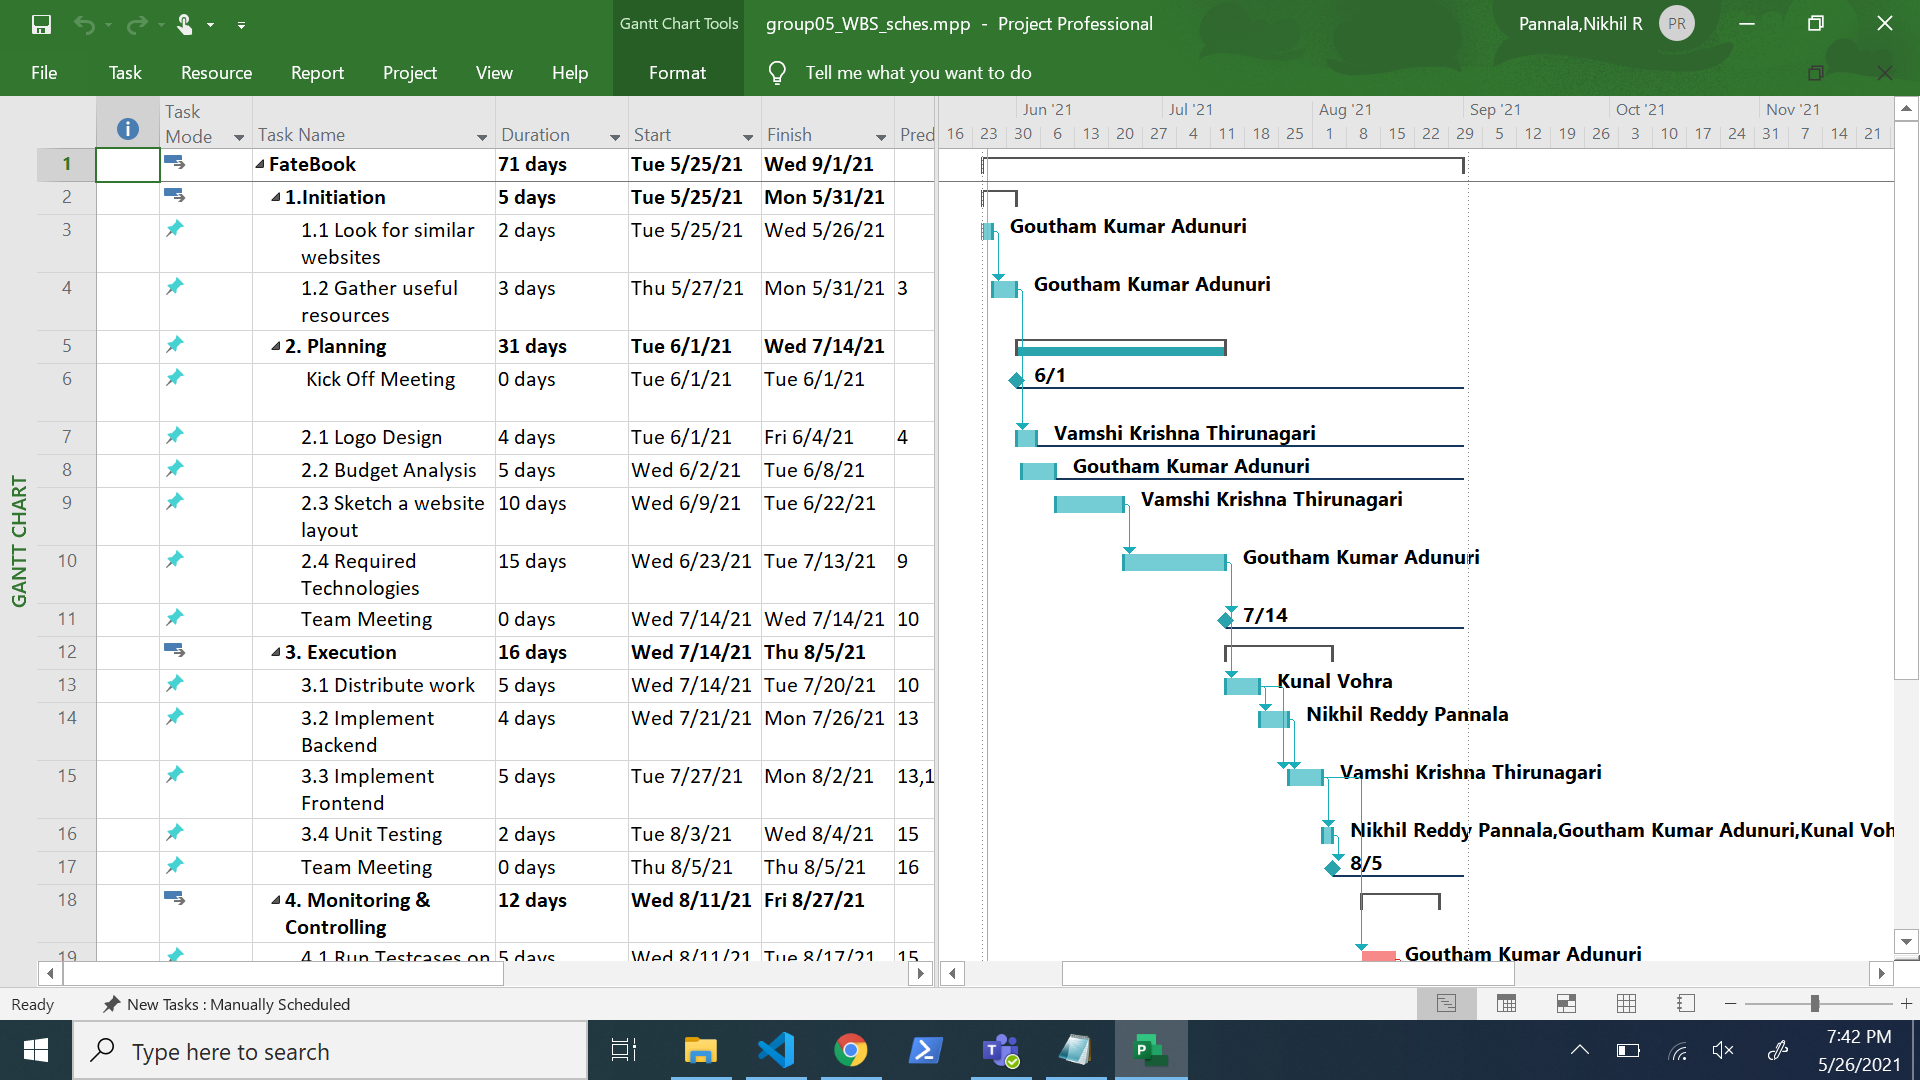 Gantt Chart Tools
group05_WBS_sches.mpp - Project Professional
Pannala,Nikhil R
PR
File Task Resource Report Project View Help Format Tell me what you want to do
Task Mode
Task Name
Duration
Start
Finish
Pred
Jun '21 Jul '21 Aug '21 Sep '21 Oct '21 Nov '21
16 23 30 6 13 20 27 4 11 18 25 1 8 15 22 29 5 12 19 26 3 10 17 24 31 7 14 21
GANTT CHART
1 FateBook 71 days Tue 5/25/21 Wed 9/1/21
2 1.Initiation 5 days Tue 5/25/21 Mon 5/31/21
3 1.1 Look for similar websites 2 days Tue 5/25/21 Wed 5/26/21 Goutham Kumar Adunuri
4 1.2 Gather useful resources 3 days Thu 5/27/21 Mon 5/31/21 3 Goutham Kumar Adunuri
5 2. Planning 31 days Tue 6/1/21 Wed 7/14/21
6 Kick Off Meeting 0 days Tue 6/1/21 Tue 6/1/21 6/1
7 2.1 Logo Design 4 days Tue 6/1/21 Fri 6/4/21 4 Vamshi Krishna Thirunagari
8 2.2 Budget Analysis 5 days Wed 6/2/21 Tue 6/8/21 Goutham Kumar Adunuri
9 2.3 Sketch a website layout 10 days Wed 6/9/21 Tue 6/22/21 Vamshi Krishna Thirunagari
10 2.4 Required Technologies 15 days Wed 6/23/21 Tue 7/13/21 9 Goutham Kumar Adunuri
11 Team Meeting 0 days Wed 7/14/21 Wed 7/14/21 10 7/14
12 3. Execution 16 days Wed 7/14/21 Thu 8/5/21
13 3.1 Distribute work 5 days Wed 7/14/21 Tue 7/20/21 10 Kunal Vohra
14 3.2 Implement Backend 4 days Wed 7/21/21 Mon 7/26/21 13 Nikhil Reddy Pannala
15 3.3 Implement Frontend 5 days Tue 7/27/21 Mon 8/2/21 13,1 Vamshi Krishna Thirunagari
16 3.4 Unit Testing 2 days Tue 8/3/21 Wed 8/4/21 15 Nikhil Reddy Pannala,Goutham Kumar Adunuri,Kunal Voh
17 Team Meeting 0 days Thu 8/5/21 Thu 8/5/21 16 8/5
18 4. Monitoring & Controlling 12 days Wed 8/11/21 Fri 8/27/21
19 4.1 Run Testcases on 5 days Wed 8/11/21 Tue 8/17/21 15 Goutham Kumar Adunuri
Ready New Tasks : Manually Scheduled
Type here to search
7:42 PM
5/26/2021